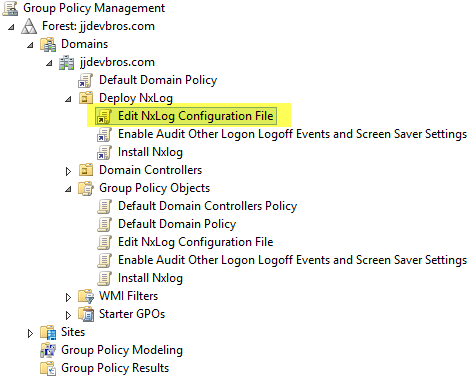 Group Policy Management
Forest: jjdevbros.com
Domains
jjdevbros.com
Default Domain Policy
Deploy NxLog
Edit NxLog Configuration File
Enable Audit Other Logon Logoff Events and Screen Saver Settings
Install Nxlog
Domain Controllers
Group Policy Objects
Default Domain Controllers Policy
Default Domain Policy
Edit NxLog Configuration File
Enable Audit Other Logon Logoff Events and Screen Saver Settings
Install Nxlog
WMI Filters
Starter GPOs
Sites
Group Policy Modeling
Group Policy Results